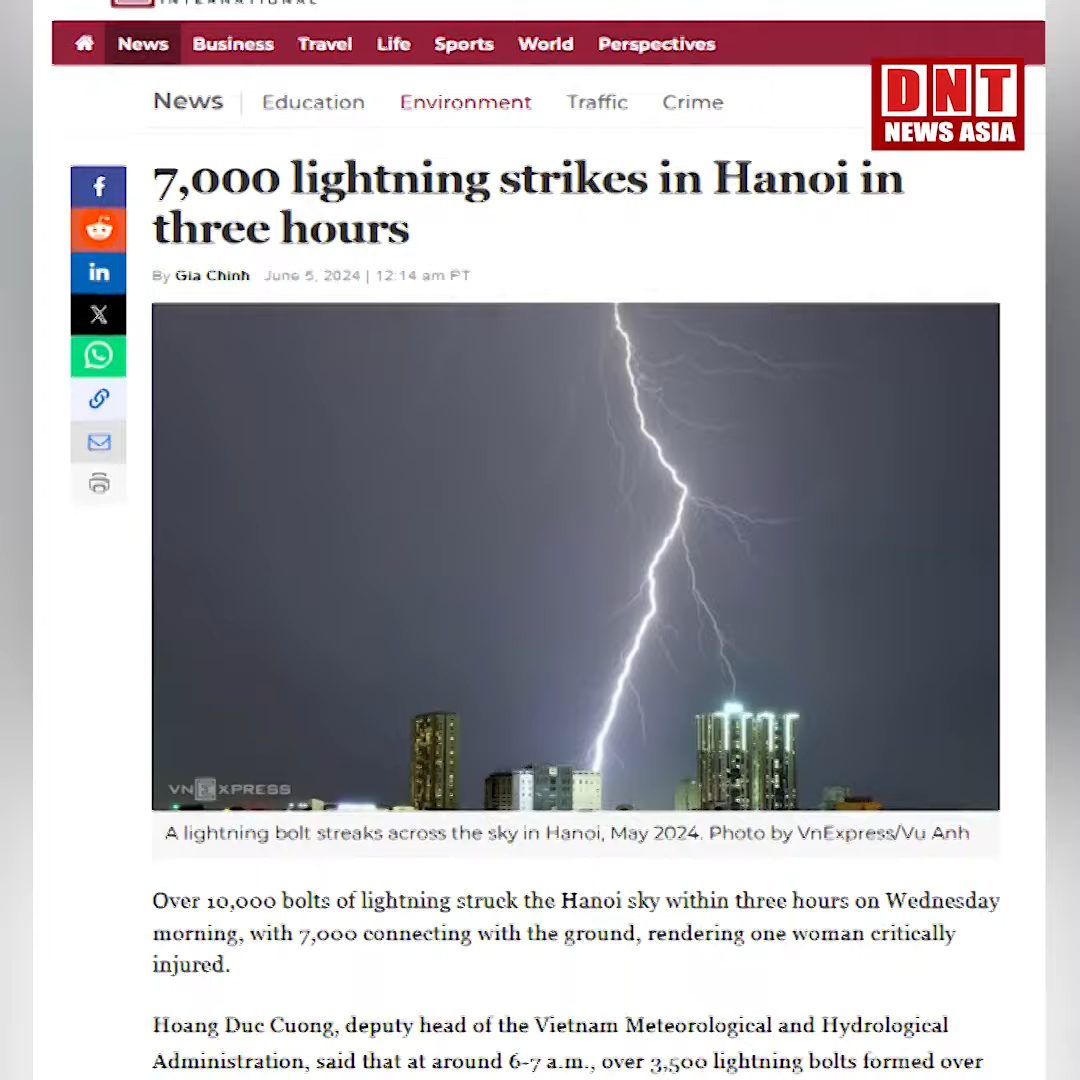 INTERNATIONAL
News Business Travel Life Sports World Perspectives
DNT
NEWS ASIA
News Education Environment Traffic Crime
7,000 lightning strikes in Hanoi in
three hours
By Gia Chinh June 5, 2024 | 12:14 am PT
VNEXPRESS
A lightning bolt streaks across the sky in Hanoi, May 2024. Photo by VnExpress/Vu Anh
Over 10,000 bolts of lightning struck the Hanoi sky within three hours on Wednesday
morning, with 7,000 connecting with the ground, rendering one woman critically
injured.
Hoang Duc Cuong, deputy head of the Vietnam Meteorological and Hydrological
Administration, said that at around 6-7 a.m., over 3,500 lightning bolts formed over